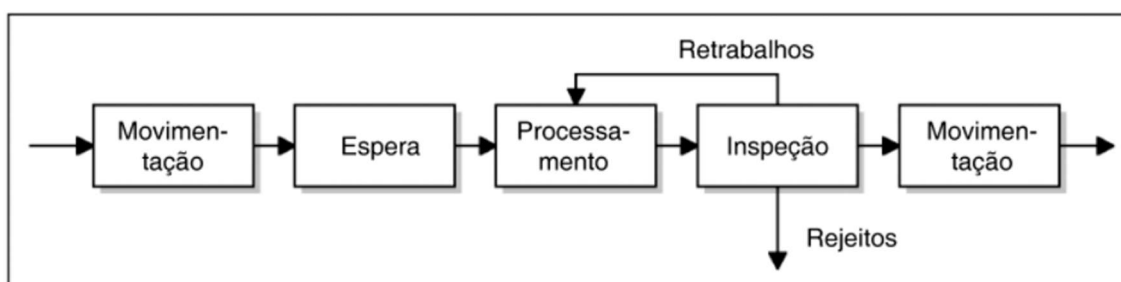 Retrabalhos
Movimen-
tação
Espera
Processa-
mento
Inspeção
Movimen-
tação
Rejeitos